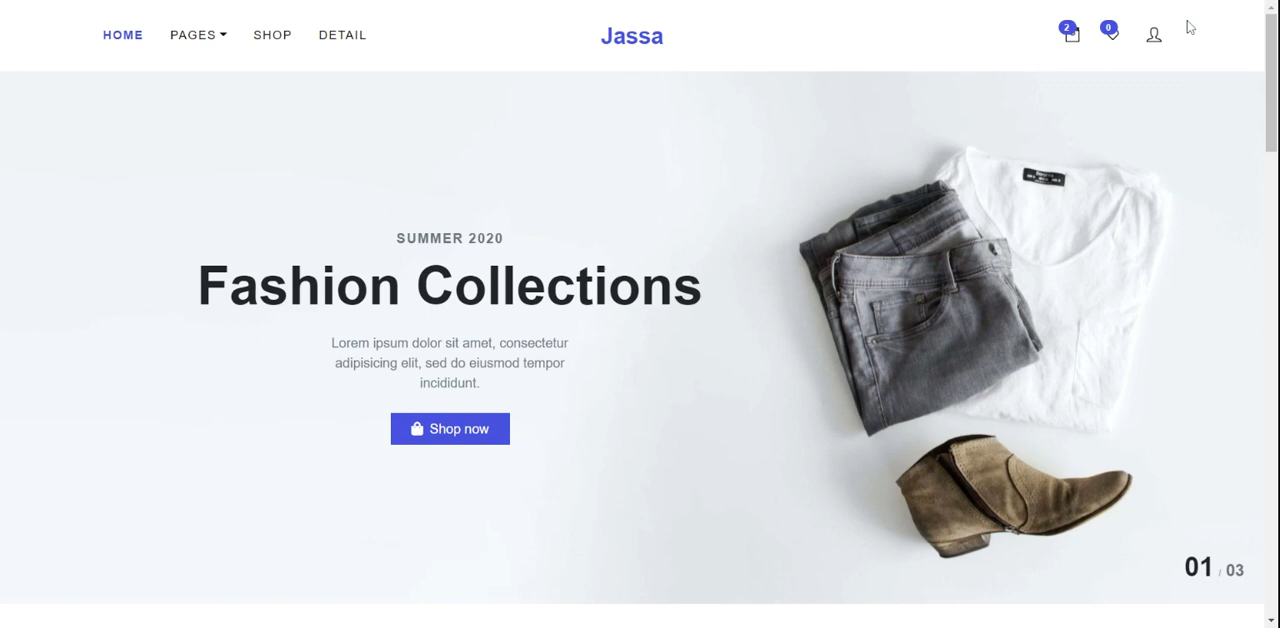 HOME PAGES SHOP DETAIL Jassa 2 0
SUMMER 2020
Fashion Collections
Lorem ipsum dolor sit amet, consectetur
adipisicing elit, sed do eiusmod tempor
incididunt.
Shop now
01 / 03